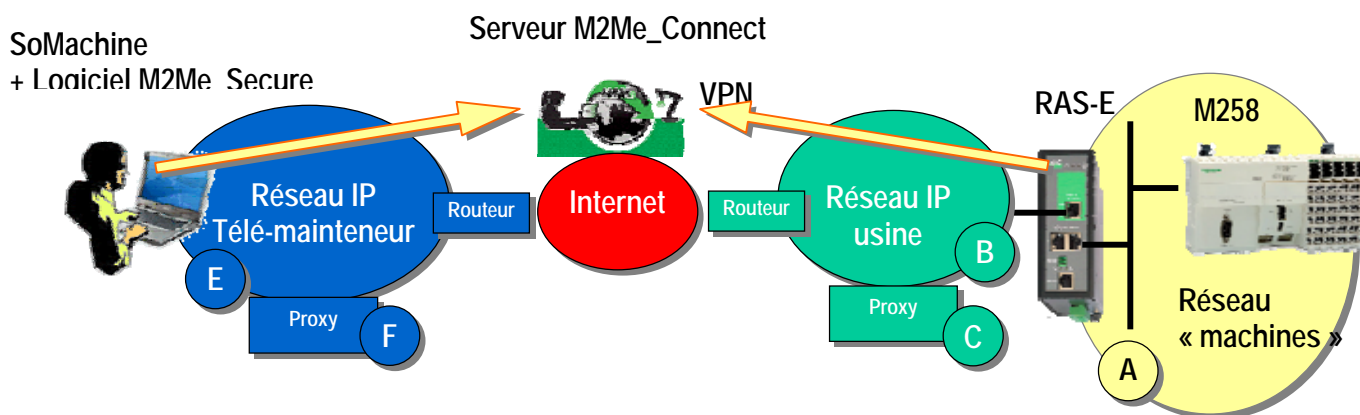 Serveur M2Me_Connect
SoMachine
+ Logiciel M2Me_Secure
VPN
RAS-E
M258
Réseau IP
Télé-mainteneur
Routeur
Internet
Routeur
Réseau IP
usine
B
E
Proxy
F
Proxy
C
Réseau
« machines »
A